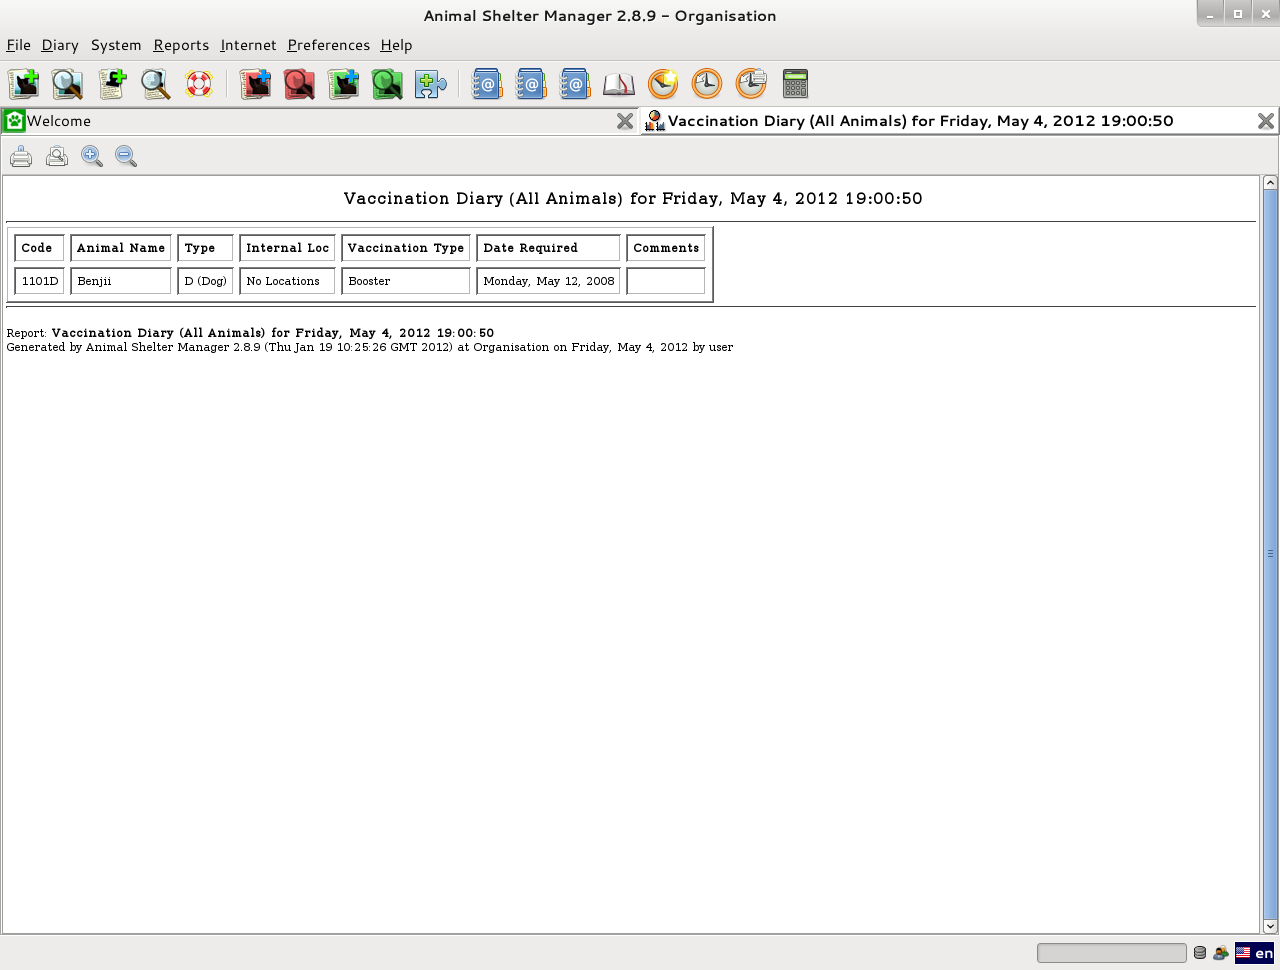 Animal Shelter Manager 2.8.9 - Organisation
File Diary System Reports Internet Preferences Help
Welcome
Vaccination Diary (All Animals) for Friday, May 4, 2012 19:00:50
Vaccination Diary (All Animals) for Friday, May 4, 2012 19:00:50
Code Animal Name Type Internal Loc Vaccination Type Date Required Comments
1101D Benjii D (Dog) No Locations Booster Monday, May 12, 2008
Report: Vaccination Diary (All Animals) for Friday, May 4, 2012 19:00:50
Generated by Animal Shelter Manager 2.8.9 (Thu Jan 19 10:25:26 GMT 2012) at Organisation on Friday, May 4, 2012 by user
en